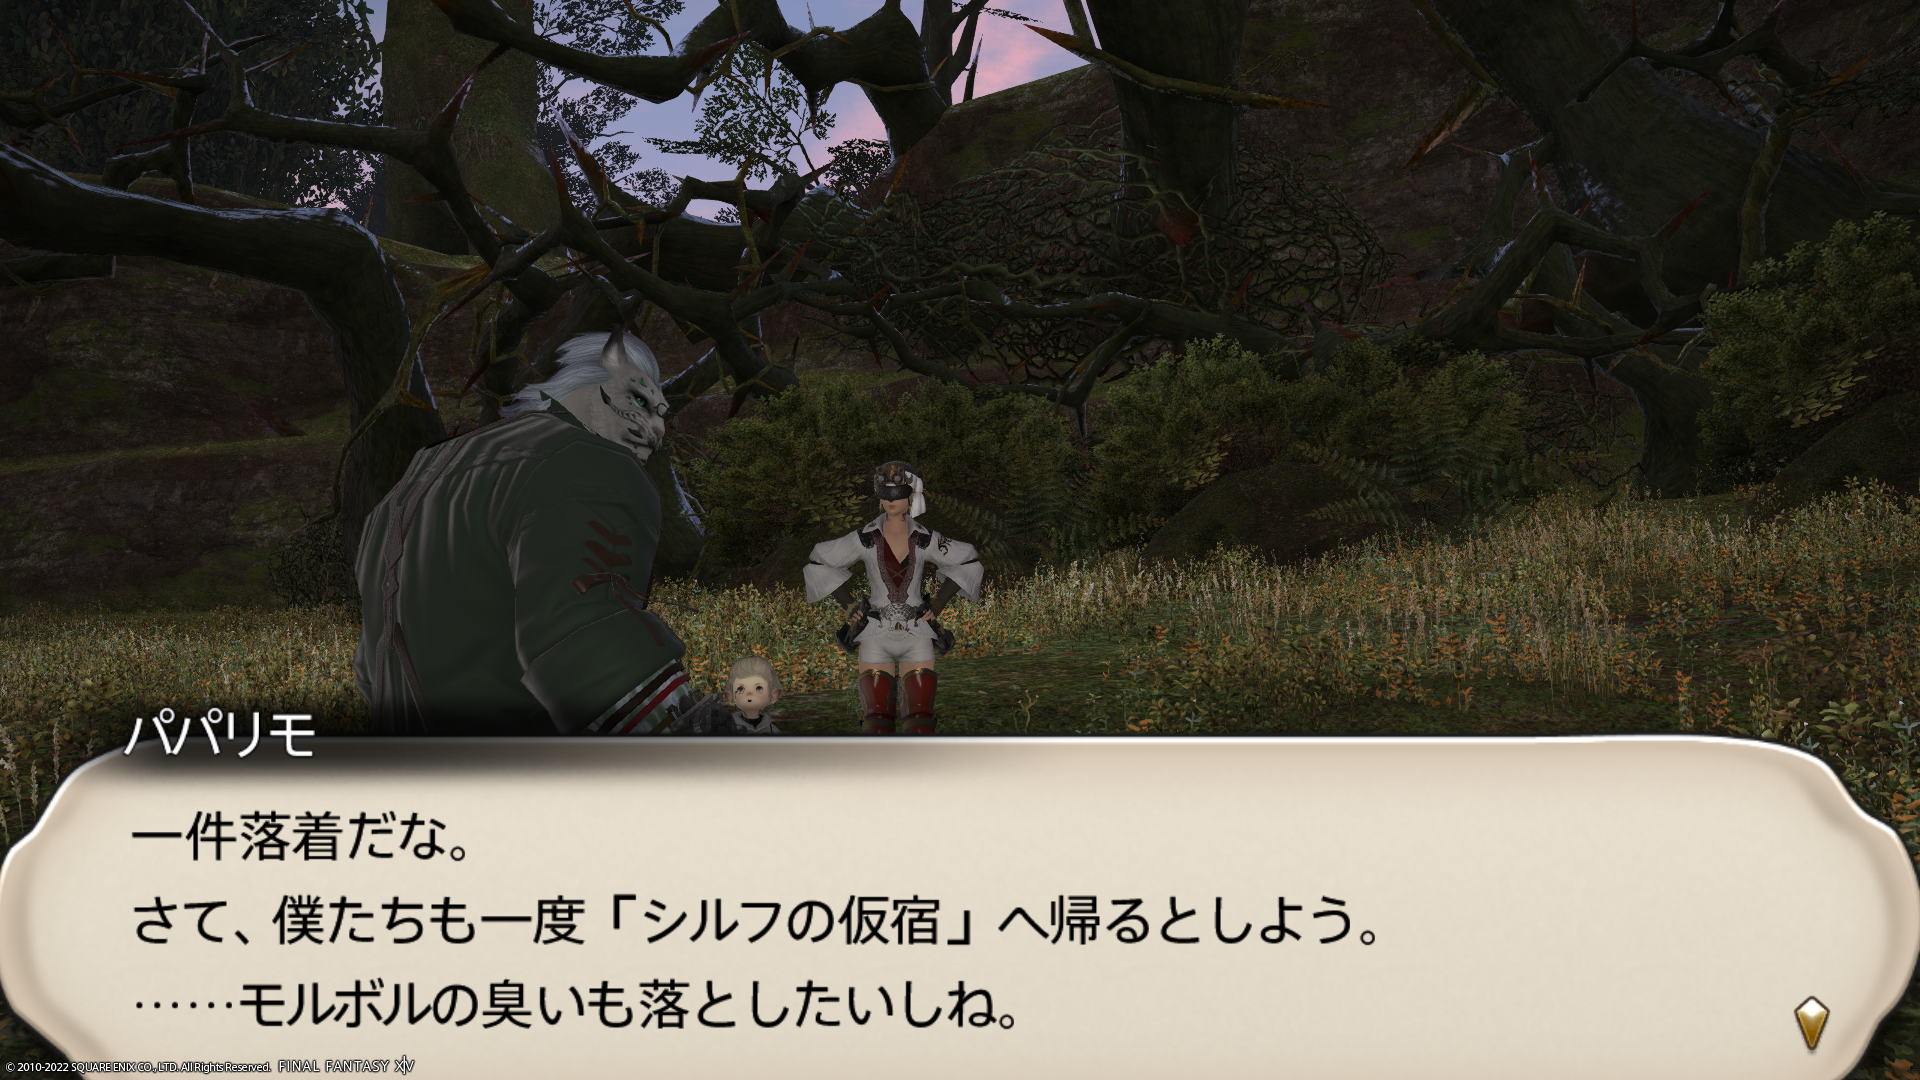 パパリモ
一件落着だな。
さて、僕たちも一度「シルフの仮宿」へ帰るとしよう。
……モルボルの臭いも落としたいしね。
© 2010-2022 SQUARE ENIX CO., LTD. All Rights Reserved. FINAL FANTASY XIV